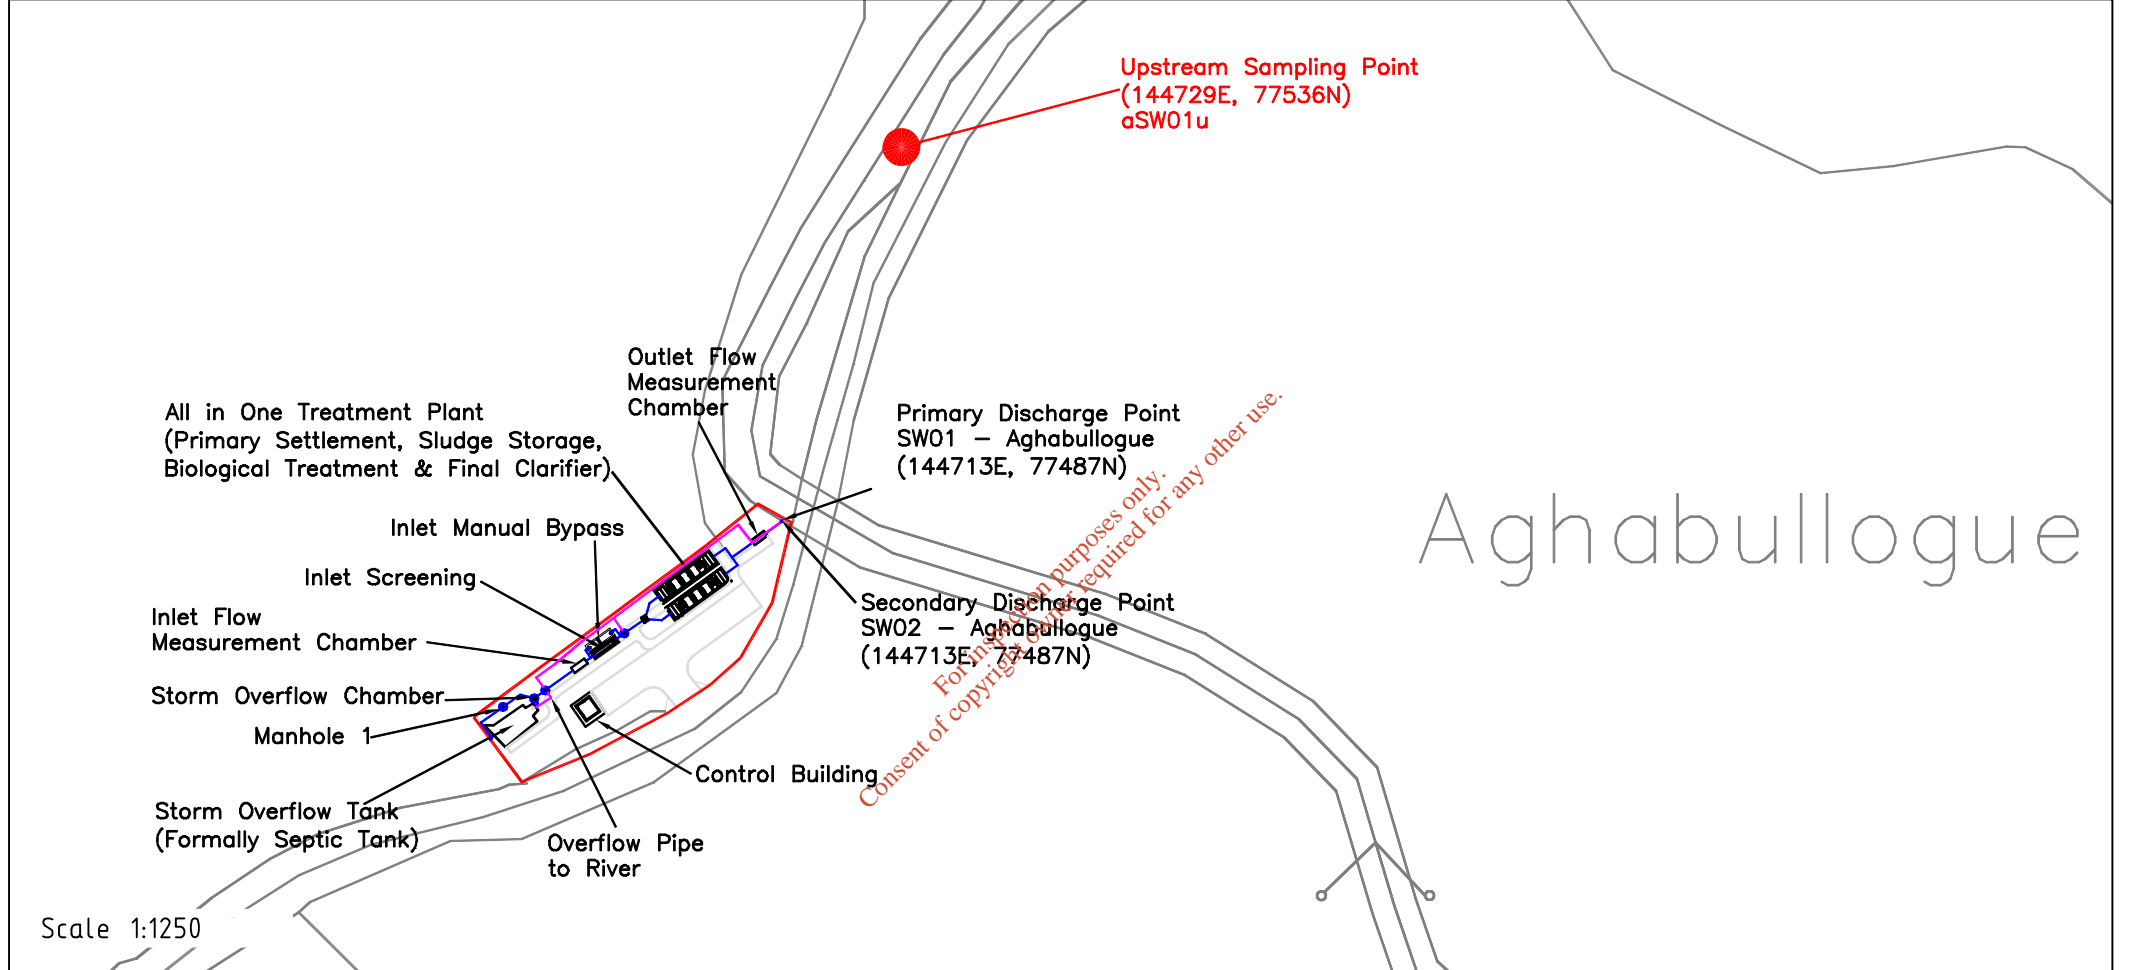 Upstream Sampling Point
(144729E, 77536N)
aSW01u
Outlet Flow
Measurement
Chamber
All in One Treatment Plant
(Primary Settlement, Sludge Storage,
Biological Treatment & Final Clarifier)
Primary Discharge Point
SW01 – Aghabullogue
(144713E, 77487N)
Inlet Manual Bypass
Inlet Screening
Inlet Flow
Measurement Chamber
Storm Overflow Chamber
Manhole 1
Storm Overflow Tank
(Formally Septic Tank)
Secondary Discharge Point
SW02 – Aghabullogue
(144713E, 77487N)
Control Building
Overflow Pipe
to River
Aghabullogue
For inspection purposes only.
Consent of copyright owner required for any other use.
Scale 1:1250